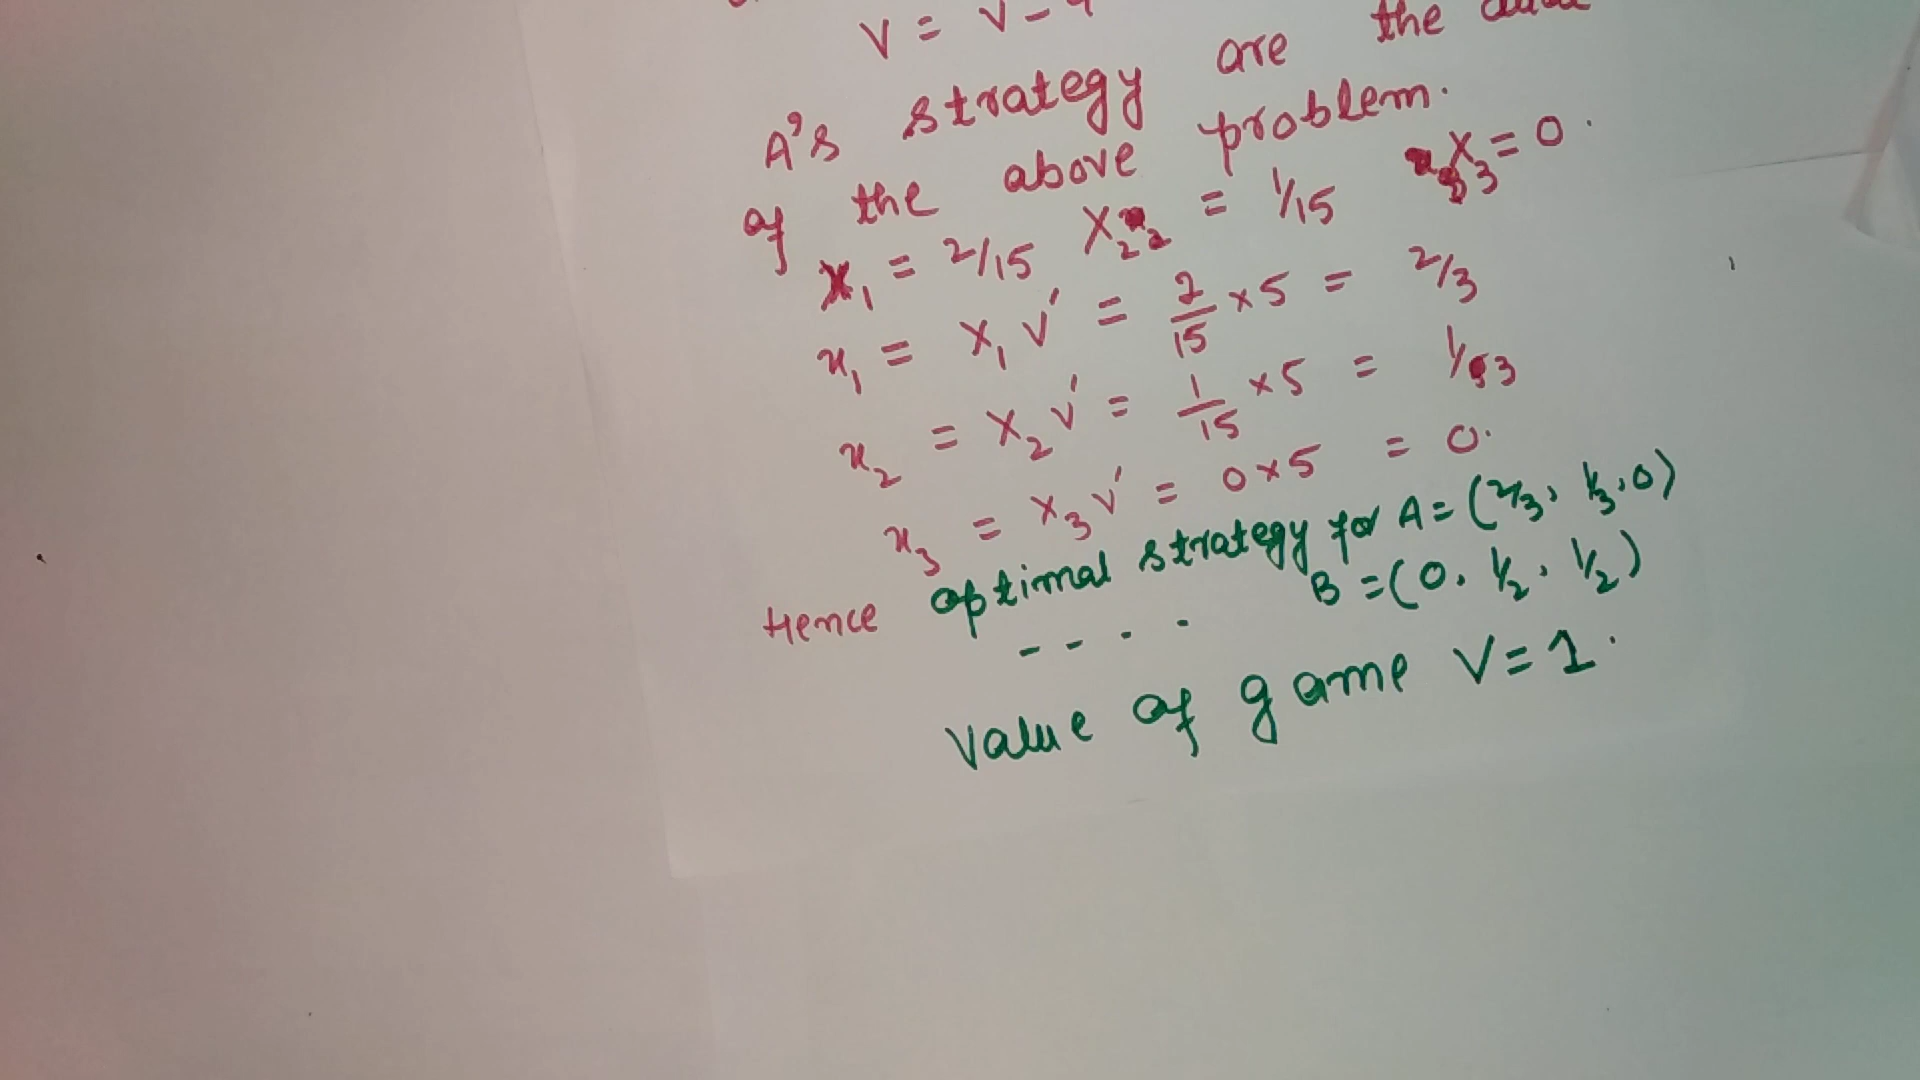 V = V -
A's strategy are the
of the above problem.
X₁ = 2/15 X₂ = 1/15 X₃ = 0.
x₁ = X₁ V' = 2/15 × 5 = 2/3
x₂ = X₂ V' = 1/15 × 5 = 1/3
x₃ = X₃ V' = 0 × 5 = 0.
Hence optimal strategy for A = (2/3, 1/3, 0)
- - - - B = (0, 1/2, 1/2)
Value of game V = 1.